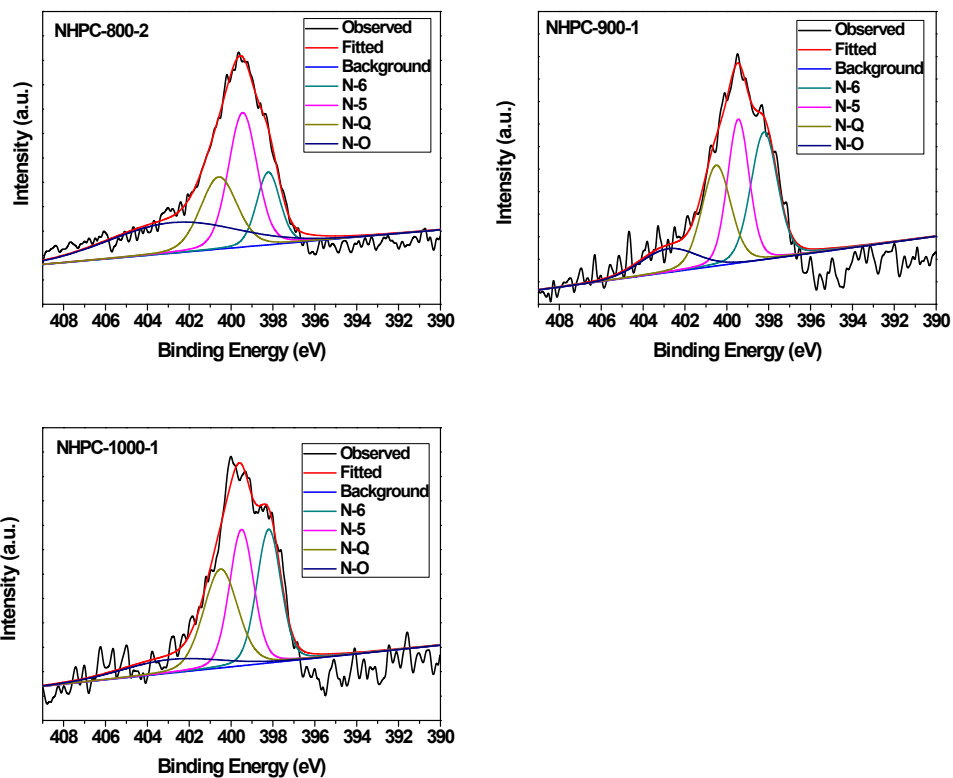 NHPC-800-2
Observed
Fitted
Background
N-6
N-5
N-Q
N-O
Intensity (a.u.)
408 406 404 402 400 398 396 394 392 390
Binding Energy (eV)
NHPC-900-1
Observed
Fitted
Background
N-6
N-5
N-Q
N-O
Intensity (a.u.)
408 406 404 402 400 398 396 394 392 390
Binding Energy (eV)
NHPC-1000-1
Observed
Fitted
Background
N-6
N-5
N-Q
N-O
Intensity (a.u.)
408 406 404 402 400 398 396 394 392 390
Binding Energy (eV)